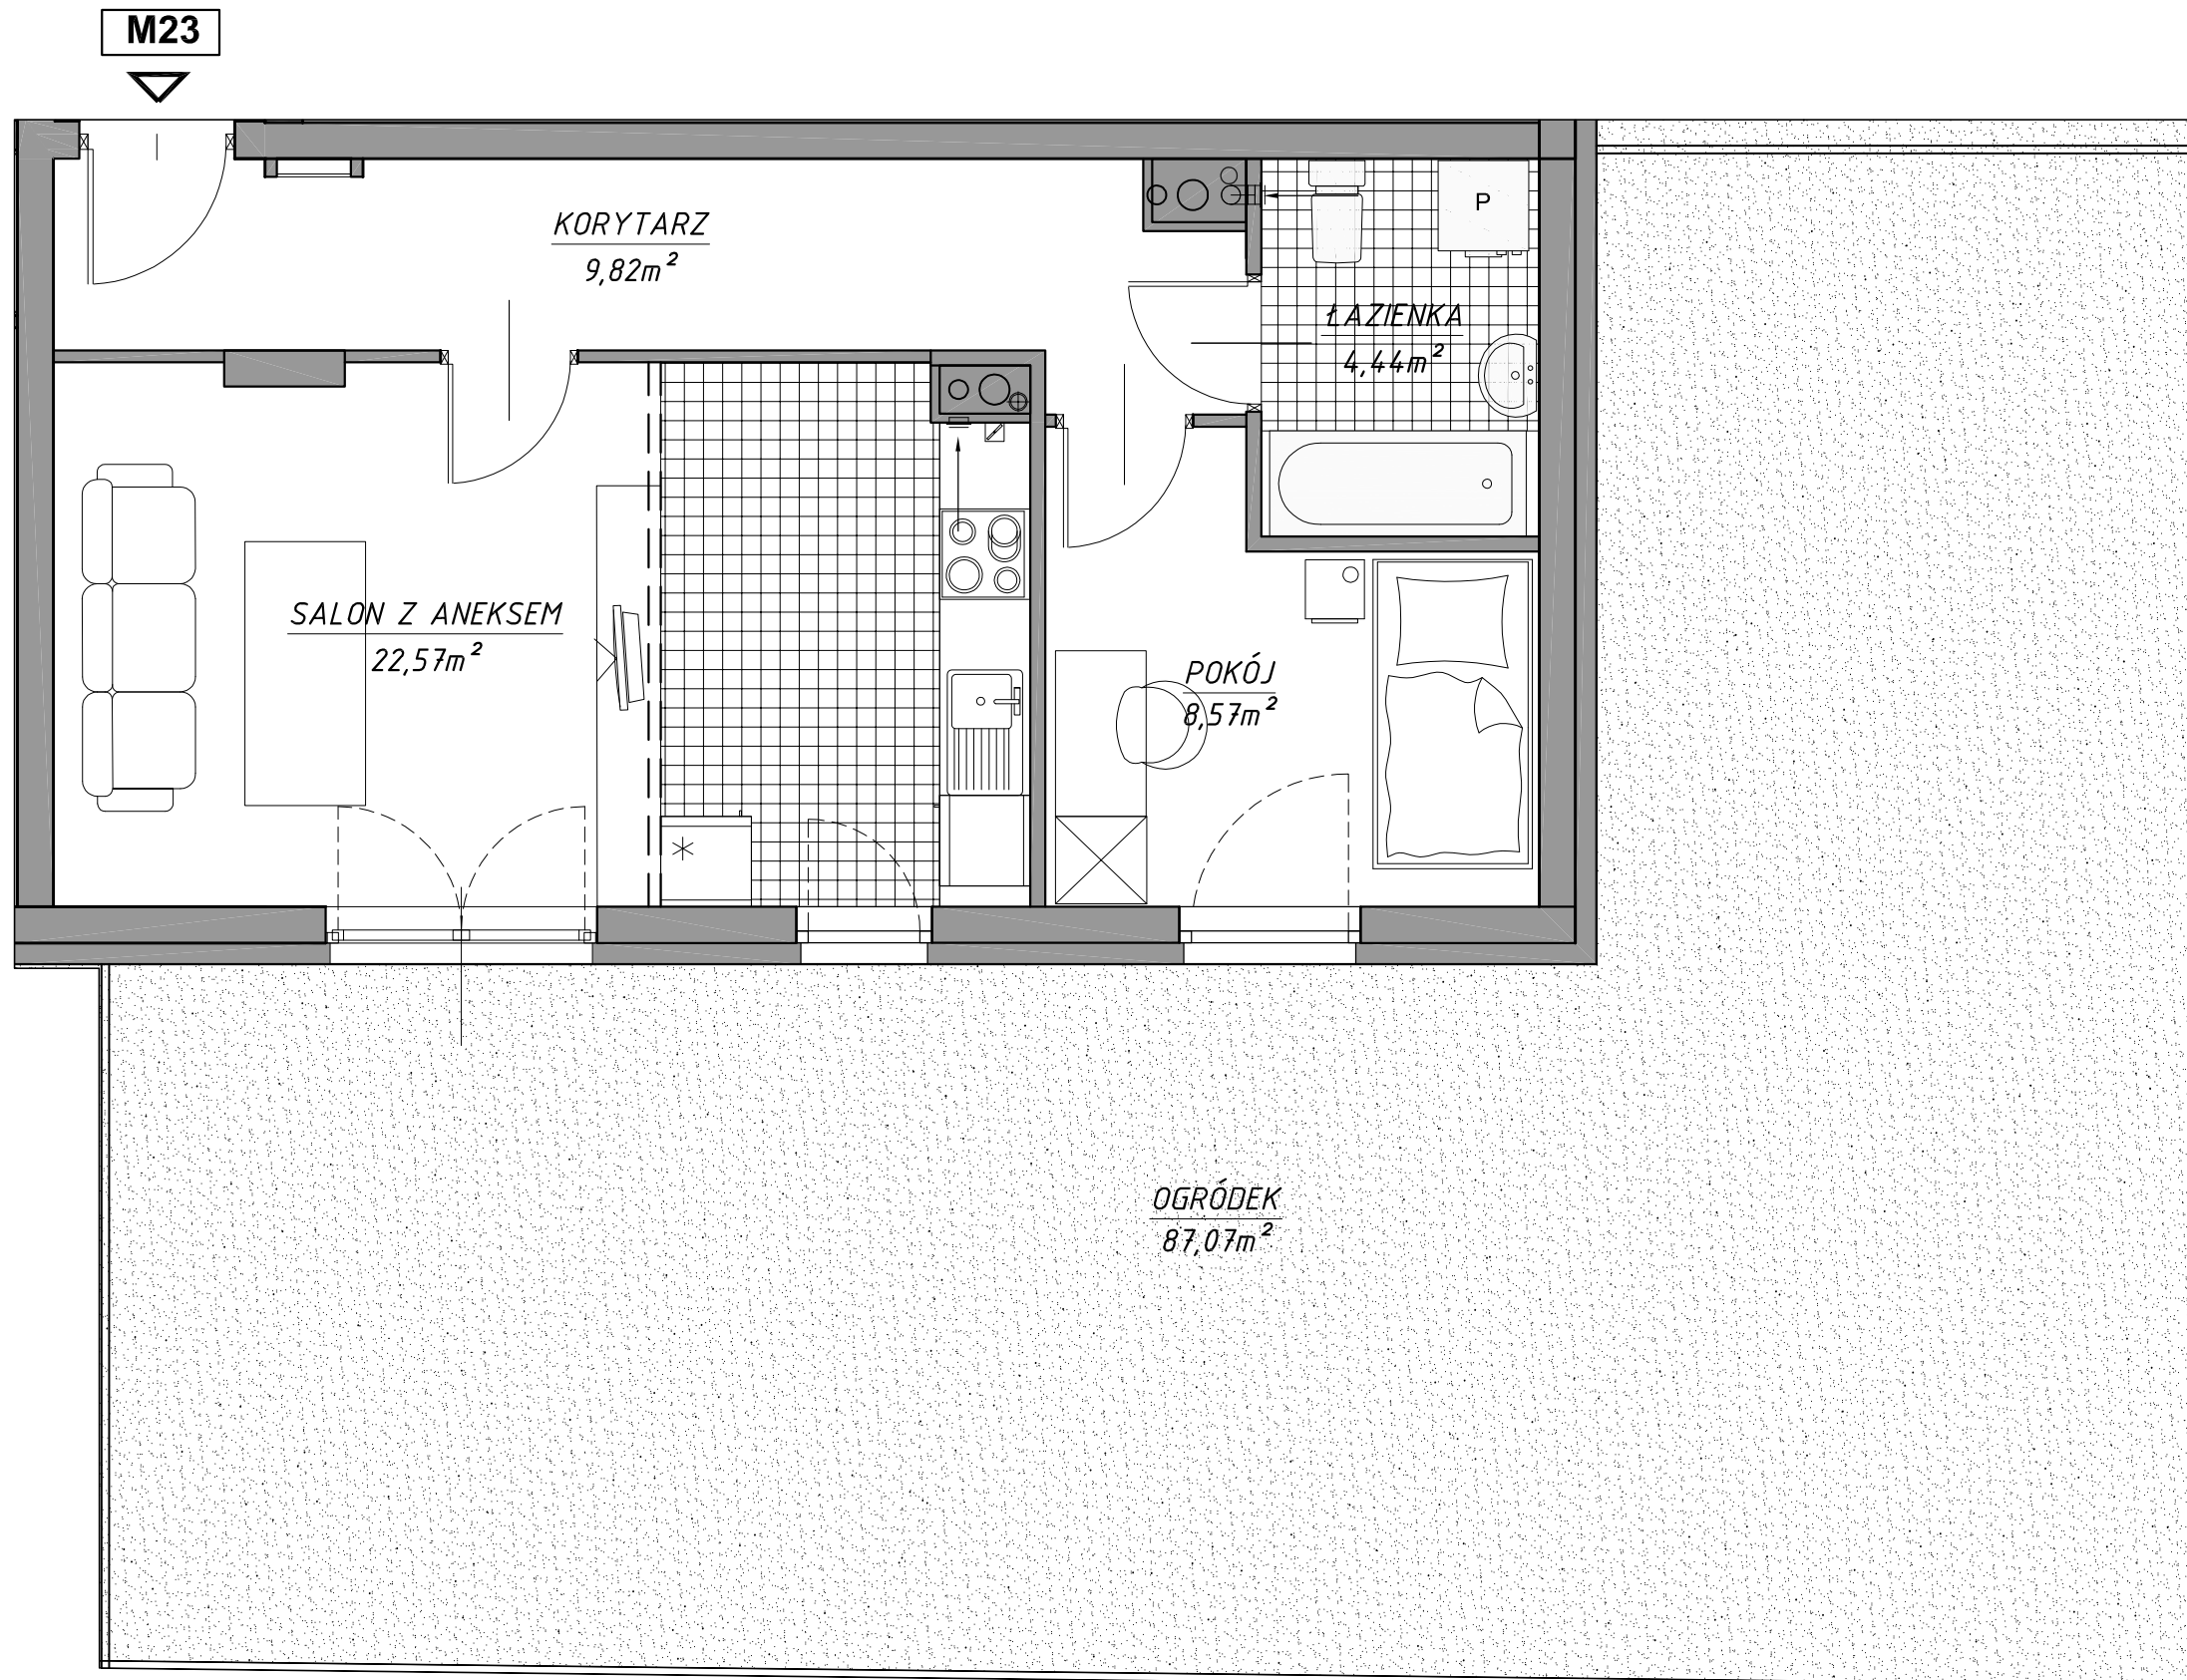 M23
KORYTARZ
9,82m²
P
ŁAZIENKA
4,44m²
SALON Z ANEKSEM
22,57m²
POKÓJ
8,57m²
OGRÓDEK
87,07m²